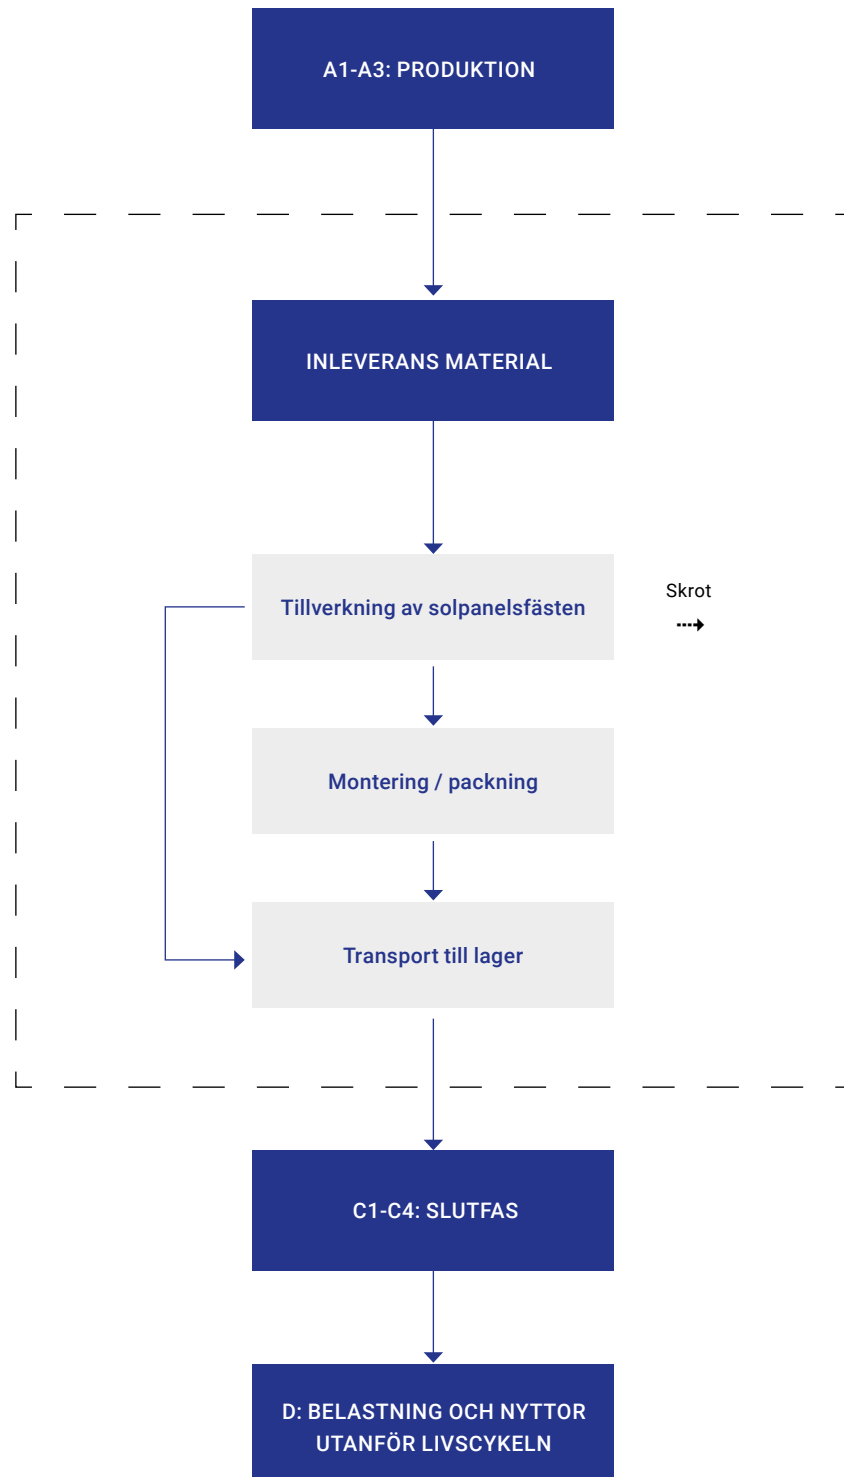 A1-A3: PRODUKTION
INLEVERANS MATERIAL
Tillverkning av solpanelsfästen
Skrot
Montering / packning
Transport till lager
C1-C4: SLUTFAS
D: BELASTNING OCH NYTTOR
UTANFÖR LIVSCYKELN